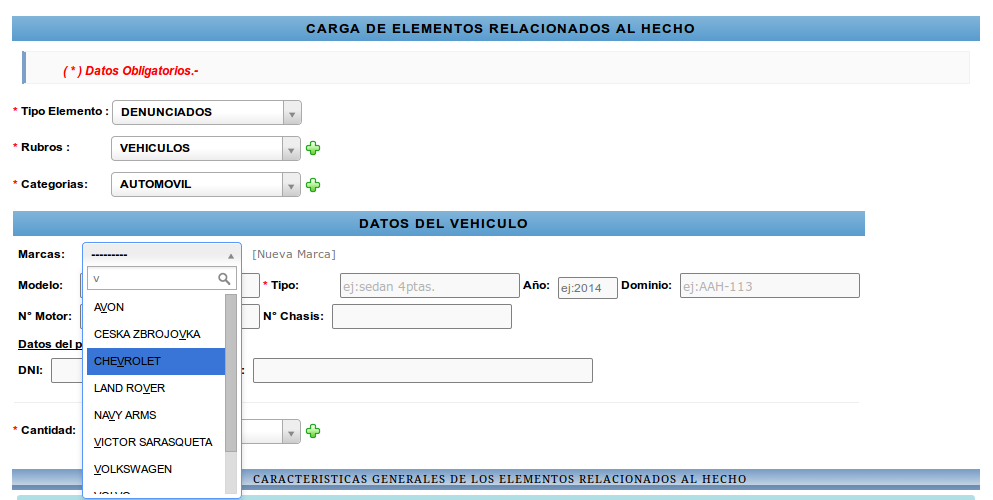 CARGA DE ELEMENTOS RELACIONADOS AL HECHO
( * ) Datos Obligatorios.-
* Tipo Elemento : DENUNCIADOS
* Rubros : VEHICULOS
* Categorias: AUTOMOVIL
DATOS DEL VEHICULO
Marcas: --------- [Nueva Marca]
v
Modelo: * Tipo: ej:sedan 4ptas. Año: ej:2014 Dominio: ej:AAH-113
AVON
N° Motor: N° Chasis:
CESKA ZBROJOVKA
Datos del p
CHEVROLET
DNI: :
LAND ROVER
NAVY ARMS
* Cantidad:
VICTOR SARASQUETA
VOLKSWAGEN
CARACTERISTICAS GENERALES DE LOS ELEMENTOS RELACIONADOS AL HECHO